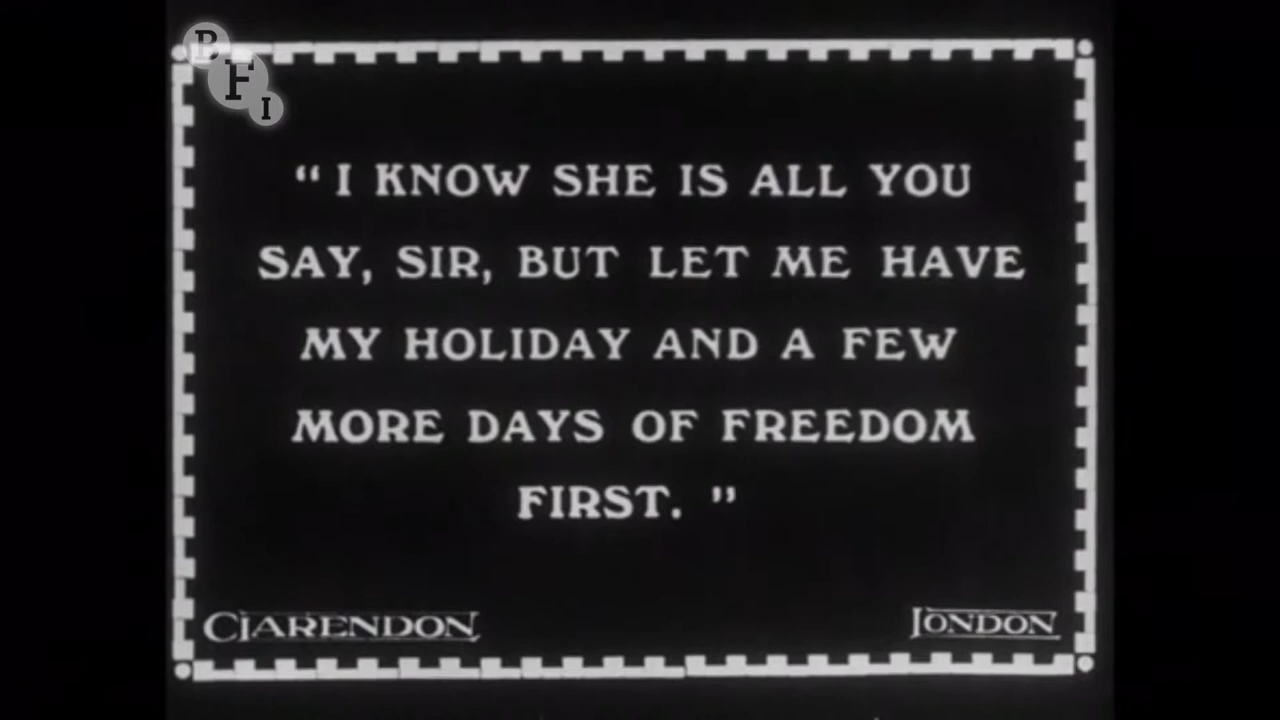 BFI
“ I KNOW SHE IS ALL YOU
SAY, SIR, BUT LET ME HAVE
MY HOLIDAY AND A FEW
MORE DAYS OF FREEDOM
FIRST. ”
CLARENDON
LONDON